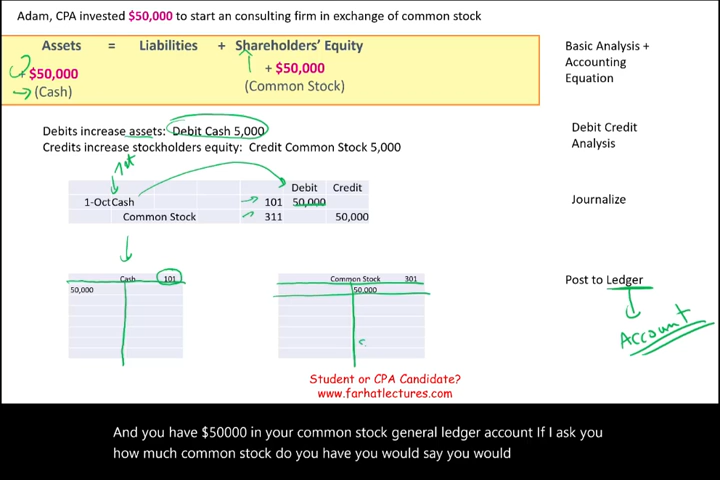 Adam, CPA invested $50,000 to start an consulting firm in exchange of common stock
Assets = Liabilities + Shareholders' Equity
+ $50,000 + $50,000
(Cash) (Common Stock)
Basic Analysis +
Accounting
Equation
Debits increase assets: Debit Cash 5,000
Credits increase stockholders equity: Credit Common Stock 5,000
Debit Credit
Analysis
1st
Debit Credit
1-Oct Cash 101 50,000
Common Stock 311 50,000
Journalize
Cash 101
50,000
Common Stock 301
50,000
Post to Ledger
Account
Student or CPA Candidate?
www.farhatlectures.com
And you have $50000 in your common stock general ledger account If I ask you
how much common stock do you have you would say you would